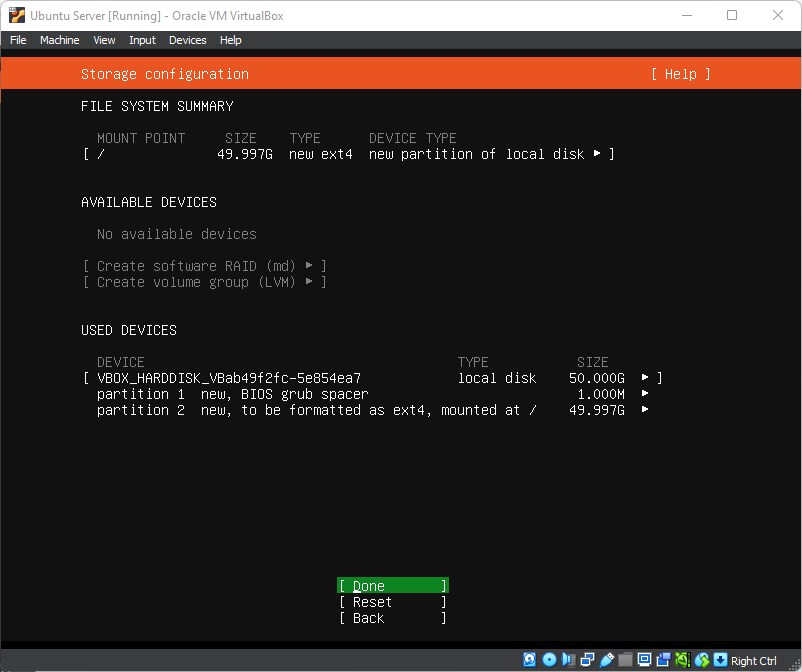 Ubuntu Server [Running] - Oracle VM VirtualBox
File Machine View Input Devices Help
Storage configuration [ Help ]
FILE SYSTEM SUMMARY
MOUNT POINT SIZE TYPE DEVICE TYPE
[ / 49.997G new ext4 new partition of local disk ▸ ]
AVAILABLE DEVICES
No available devices
[ Create software RAID (md) ▸ ]
[ Create volume group (LVM) ▸ ]
USED DEVICES
DEVICE TYPE SIZE
[ VBOX_HARDDISK_VBab49f2fc-5e854ea7 local disk 50.000G ▸ ]
partition 1 new, BIOS grub spacer 1.000M ▸
partition 2 new, to be formatted as ext4, mounted at / 49.997G ▸
[ Done ]
[ Reset ]
[ Back ]
Right Ctrl